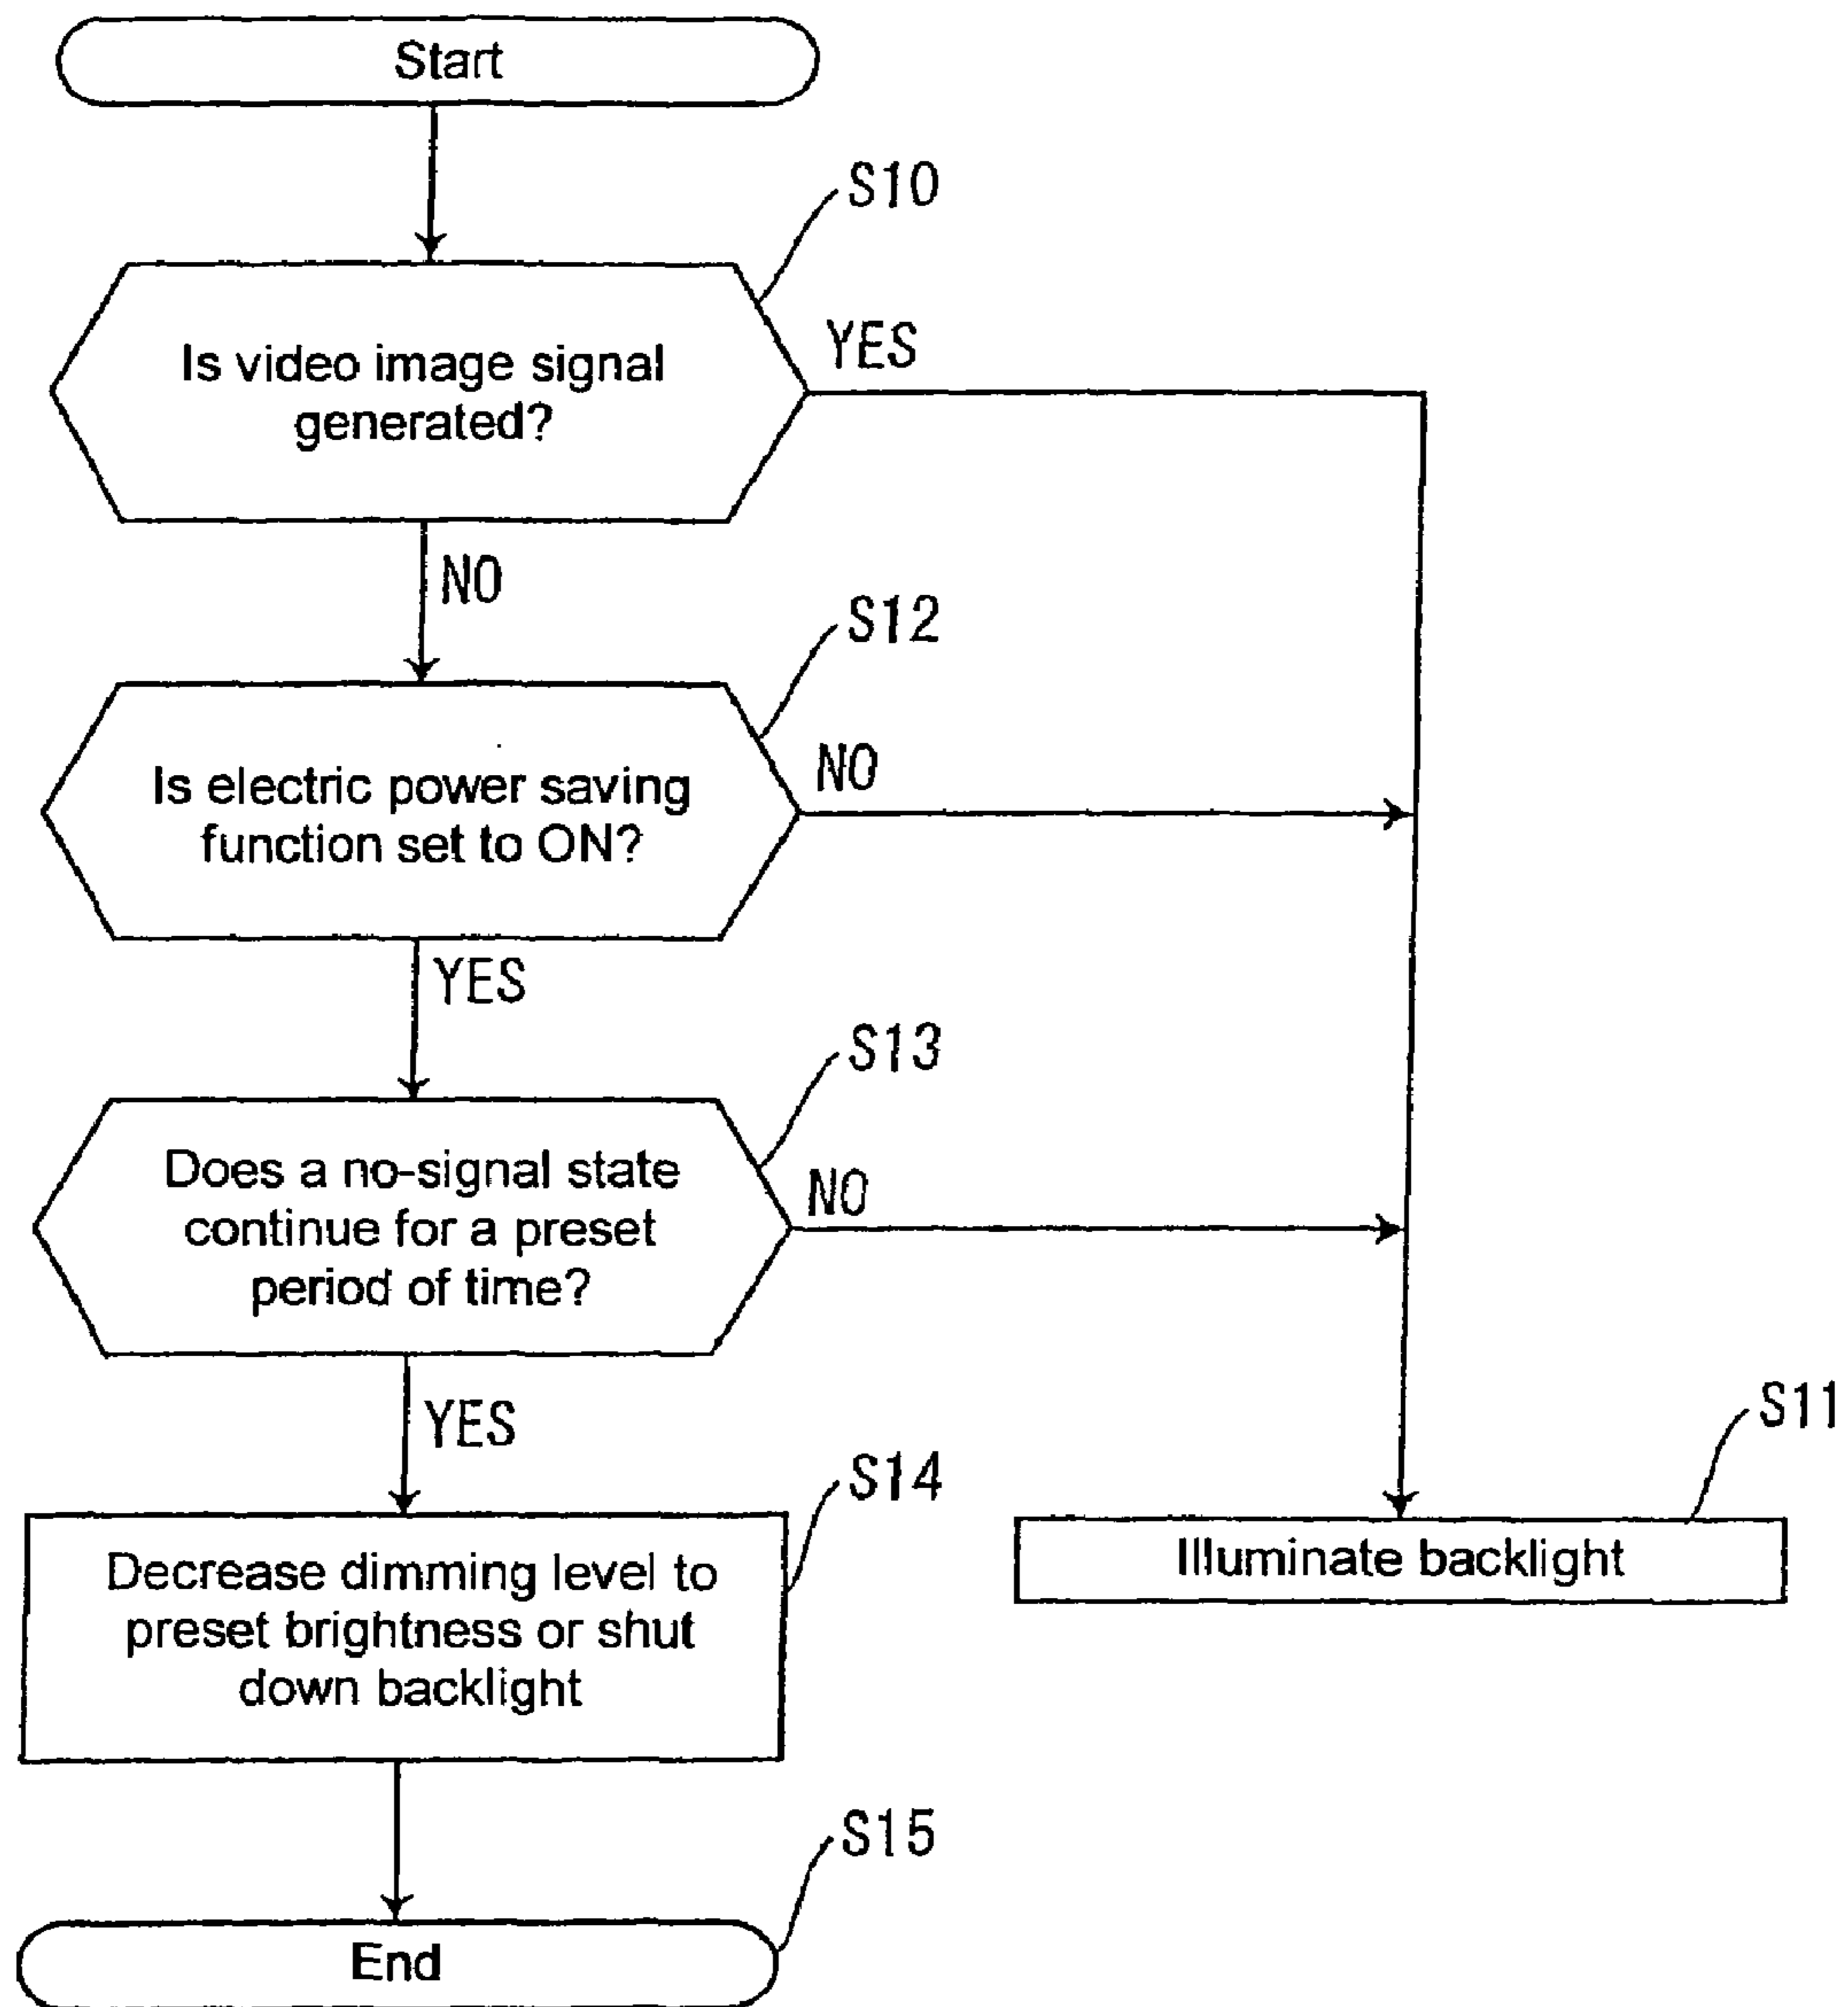 Start
S10
Is video image signal
generated?
YES
NO
S12
Is electric power saving
function set to ON?
NO
YES
S13
Does a no-signal state
continue for a preset
period of time?
NO
YES
S14
Decrease dimming level to
preset brightness or shut
down backlight
S11
Illuminate backlight
S15
End